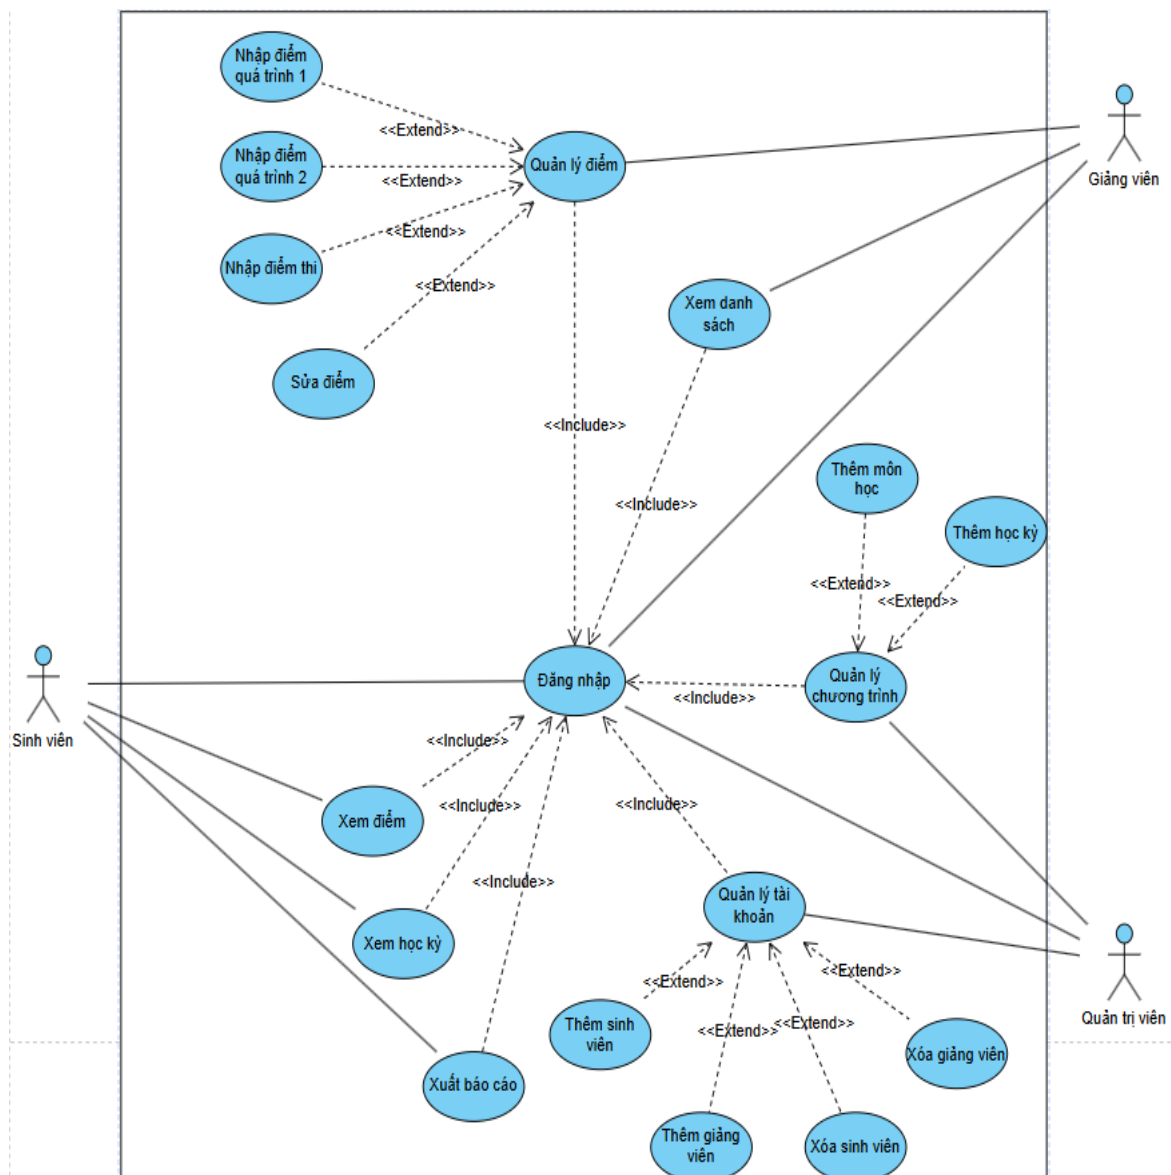 Nhập điểm
quá trình 1
<<Extend>>
Nhập điểm
quá trình 2
<<Extend>>
Quản lý điểm
Giảng viên
<<Extend>>
Nhập điểm thi
<<Extend>>
Xem danh
sách
Sửa điểm
<<Include>>
Thêm môn
học
<<Include>>
Thêm học kỳ
<<Extend>>
<<Extend>>
Đăng nhập
Quản lý
chương trình
<<Include>>
Sinh viên
<<Include>>
<<Include>>
<<Include>>
Xem điểm
<<Include>>
Quản lý tài
khoản
Xem học kỳ
<<Extend>>
<<Extend>>
Quản trị viên
Thêm sinh
viên
<<Extend>>
<<Extend>>
Xóa giảng viên
Xuất báo cáo
Thêm giảng
viên
Xóa sinh viên